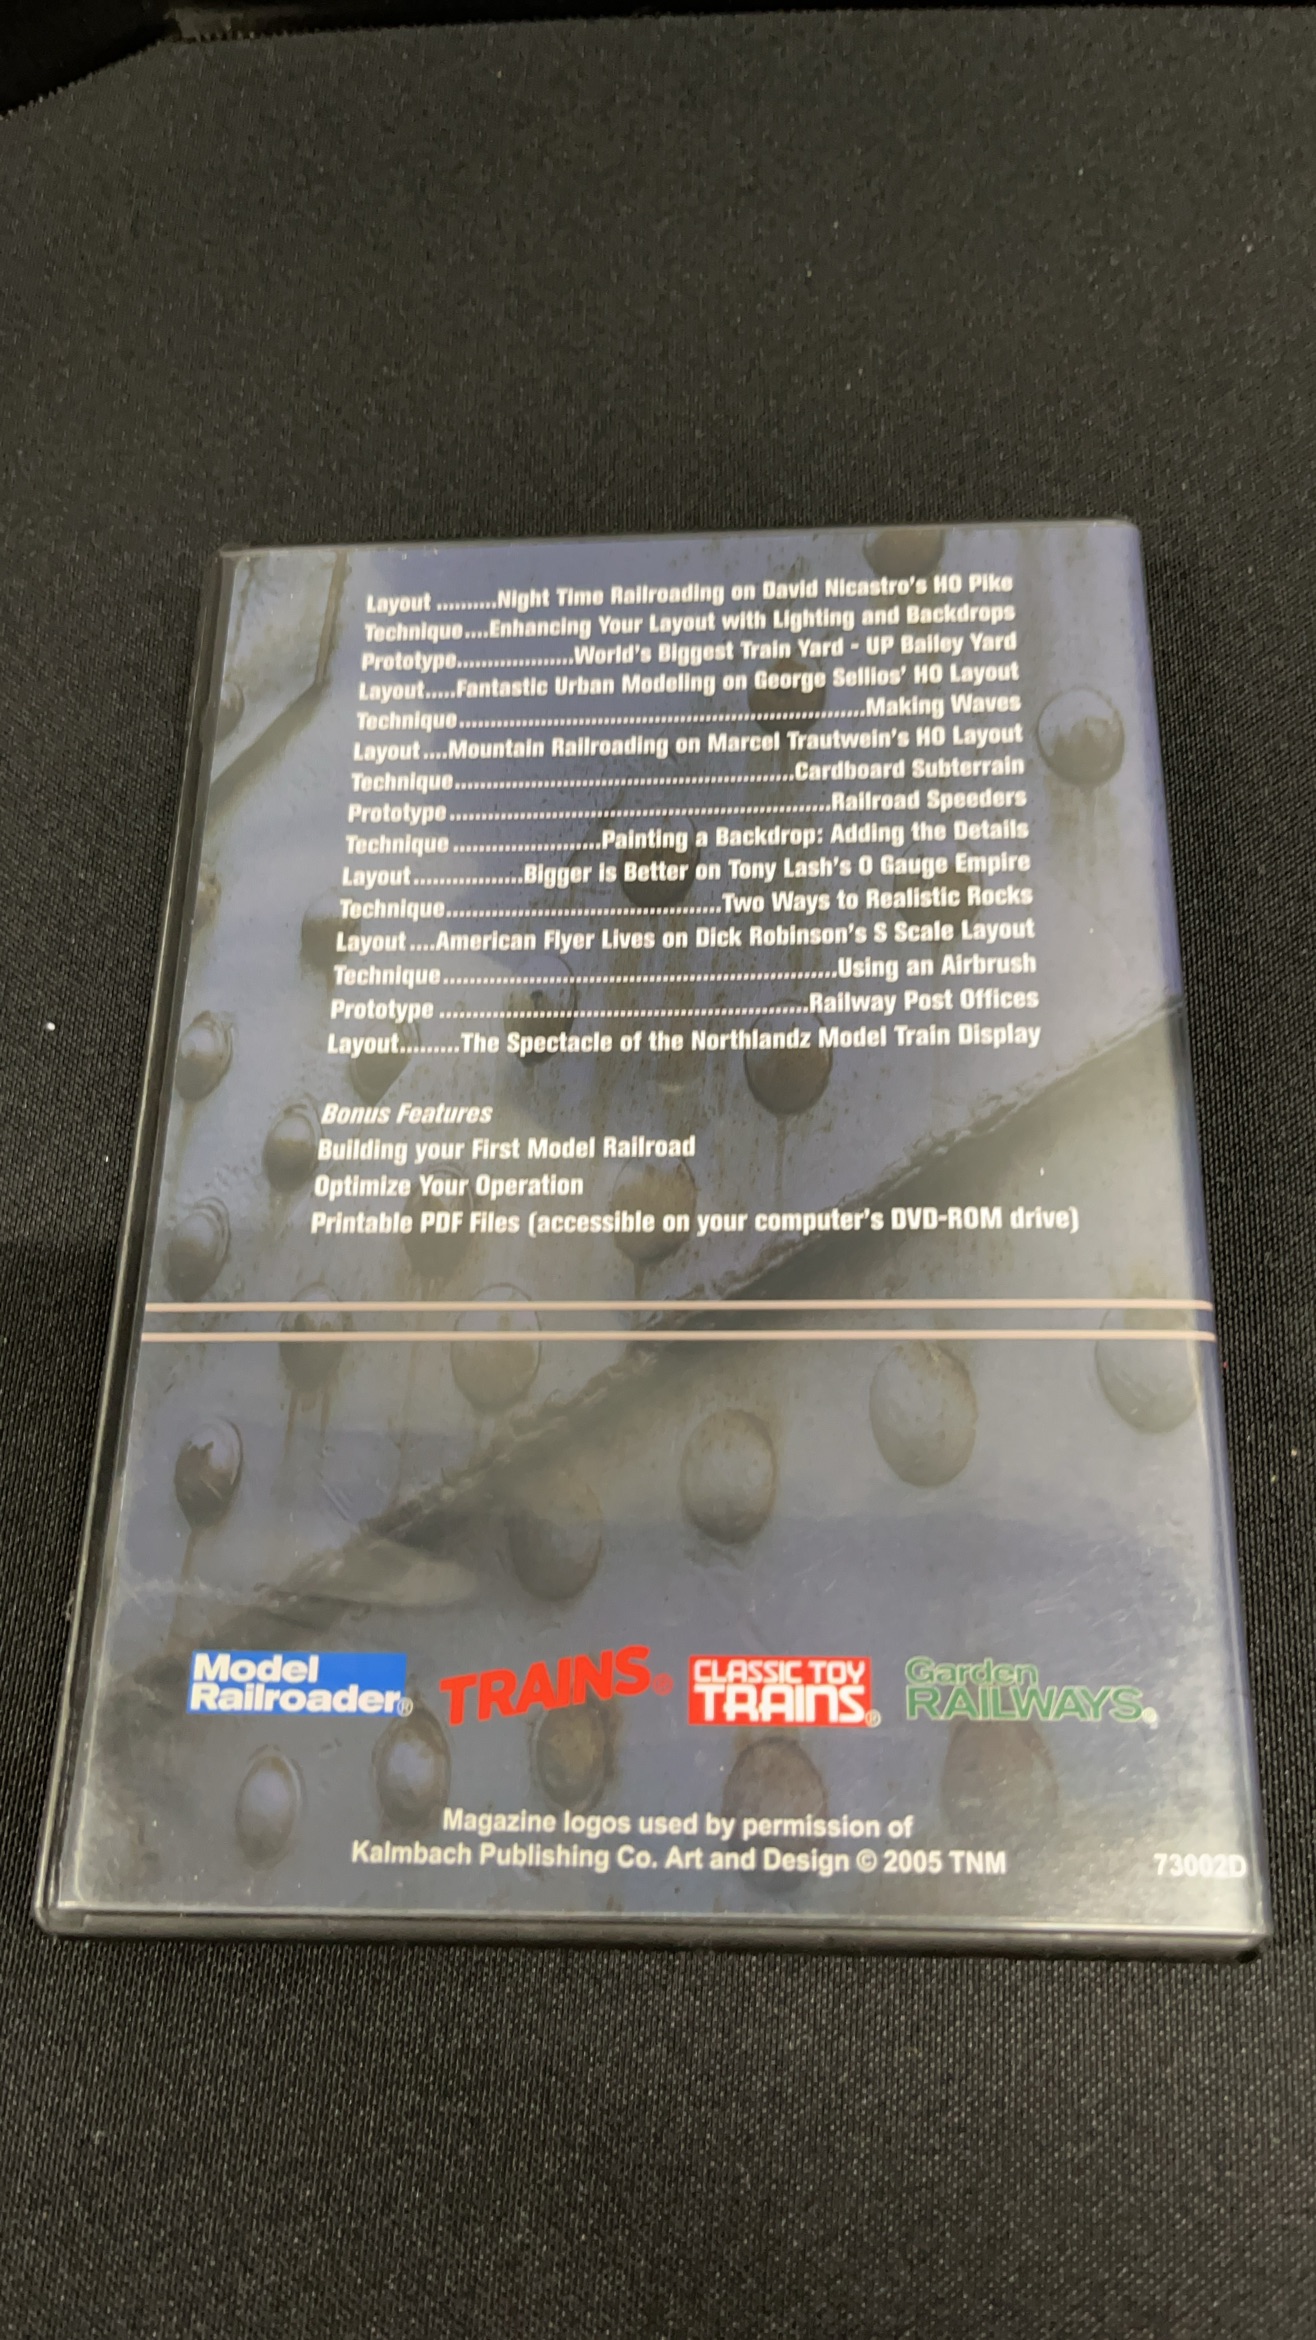 Layout ..........Night Time Railroading on David Nicastro's HO Pike
Technique....Enhancing Your Layout with Lighting and Backdrops
Prototype...................World's Biggest Train Yard - UP Bailey Yard
Layout.....Fantastic Urban Modeling on George Sellios' HO Layout
Technique..................................................................Making Waves
Layout....Mountain Railroading on Marcel Trautwein's HO Layout
Technique.......................................................Cardboard Subterrain
Prototype..............................................................Railroad Speeders
Technique ........................Painting a Backdrop: Adding the Details
Layout.................Bigger is Better on Tony Lash's O Gauge Empire
Technique............................................Two Ways to Realistic Rocks
Layout....American Flyer Lives on Dick Robinson's S Scale Layout
Technique...............................................................Using an Airbrush
Prototype ..........................................................Railway Post Offices
Layout.........The Spectacle of the Northlandz Model Train Display
Bonus Features
Building your First Model Railroad
Optimize Your Operation
Printable PDF Files (accessible on your computer's DVD-ROM drive)
Model
Railroader®
TRAINS®
CLASSIC TOY
TRAINS®
Garden
RAILWAYS®
Magazine logos used by permission of
Kalmbach Publishing Co. Art and Design © 2005 TNM
73002D